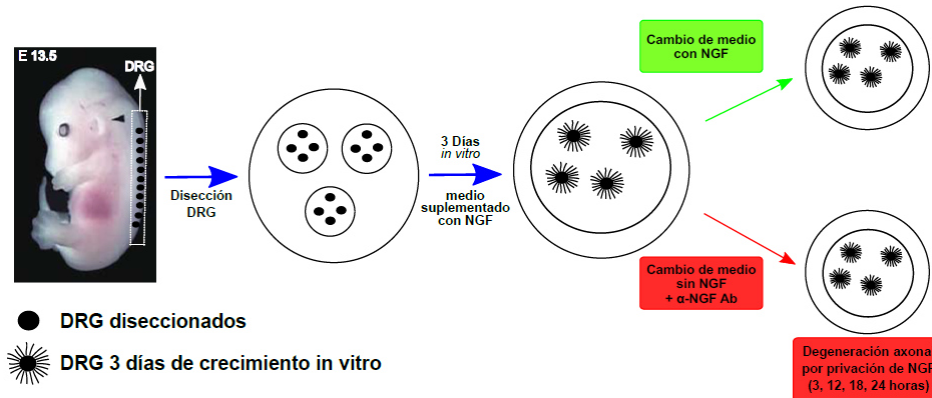 E 13.5
DRG
Disección
DRG
3 Días
in vitro
medio
suplementado
con NGF
Cambio de medio
con NGF
Cambio de medio
sin NGF
+ α-NGF Ab
Degeneración axona
por privación de NGF
(3, 12, 18, 24 horas)
DRG diseccionados
DRG 3 días de crecimiento in vitro